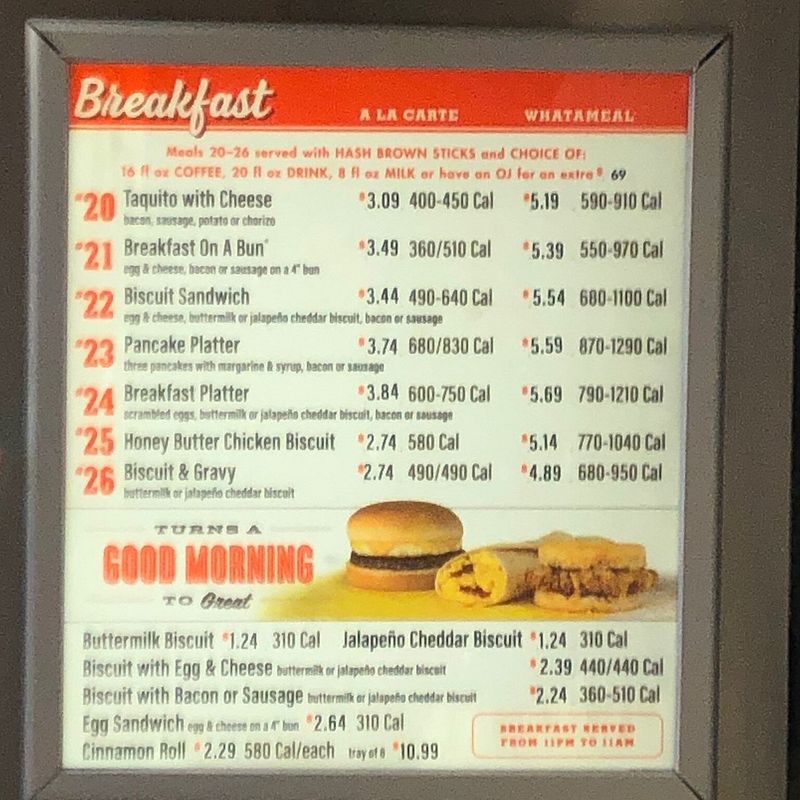 Breakfast A LA CARTE WHATAMEAL
Meals 20-26 served with HASH BROWN STICKS and CHOICE OF:
16 fl oz COFFEE, 20 fl oz DRINK, 8 fl oz MILK or have an OJ for an extra $ 69
#20 Taquito with Cheese $3.09 400-450 Cal $5.19 590-910 Cal
bacon, sausage, potato or chorizo
#21 Breakfast On A Bun® $3.49 360/510 Cal $5.39 550-970 Cal
egg & cheese, bacon or sausage on a 4" bun
#22 Biscuit Sandwich $3.44 490-640 Cal $5.54 680-1100 Cal
egg & cheese, buttermilk or jalapeño cheddar biscuit, bacon or sausage
#23 Pancake Platter $3.74 680/830 Cal $5.59 870-1290 Cal
three pancakes with margarine & syrup, bacon or sausage
#24 Breakfast Platter $3.84 600-750 Cal $5.69 790-1210 Cal
scrambled eggs, buttermilk or jalapeño cheddar biscuit, bacon or sausage
#25 Honey Butter Chicken Biscuit $2.74 580 Cal $5.14 770-1040 Cal
#26 Biscuit & Gravy $2.74 490/490 Cal $4.89 680-950 Cal
buttermilk or jalapeño cheddar biscuit
TURNS A
GOOD MORNING
TO Great
Buttermilk Biscuit $1.24 310 Cal Jalapeño Cheddar Biscuit $1.24 310 Cal
Biscuit with Egg & Cheese buttermilk or jalapeño cheddar biscuit $2.39 440/440 Cal
Biscuit with Bacon or Sausage buttermilk or jalapeño cheddar biscuit $2.24 360-510 Cal
Egg Sandwich egg & cheese on a 4" bun $2.64 310 Cal
Cinnamon Roll $2.29 580 Cal/each tray of 6 $10.99
BREAKFAST SERVED
FROM 11PM TO 11AM